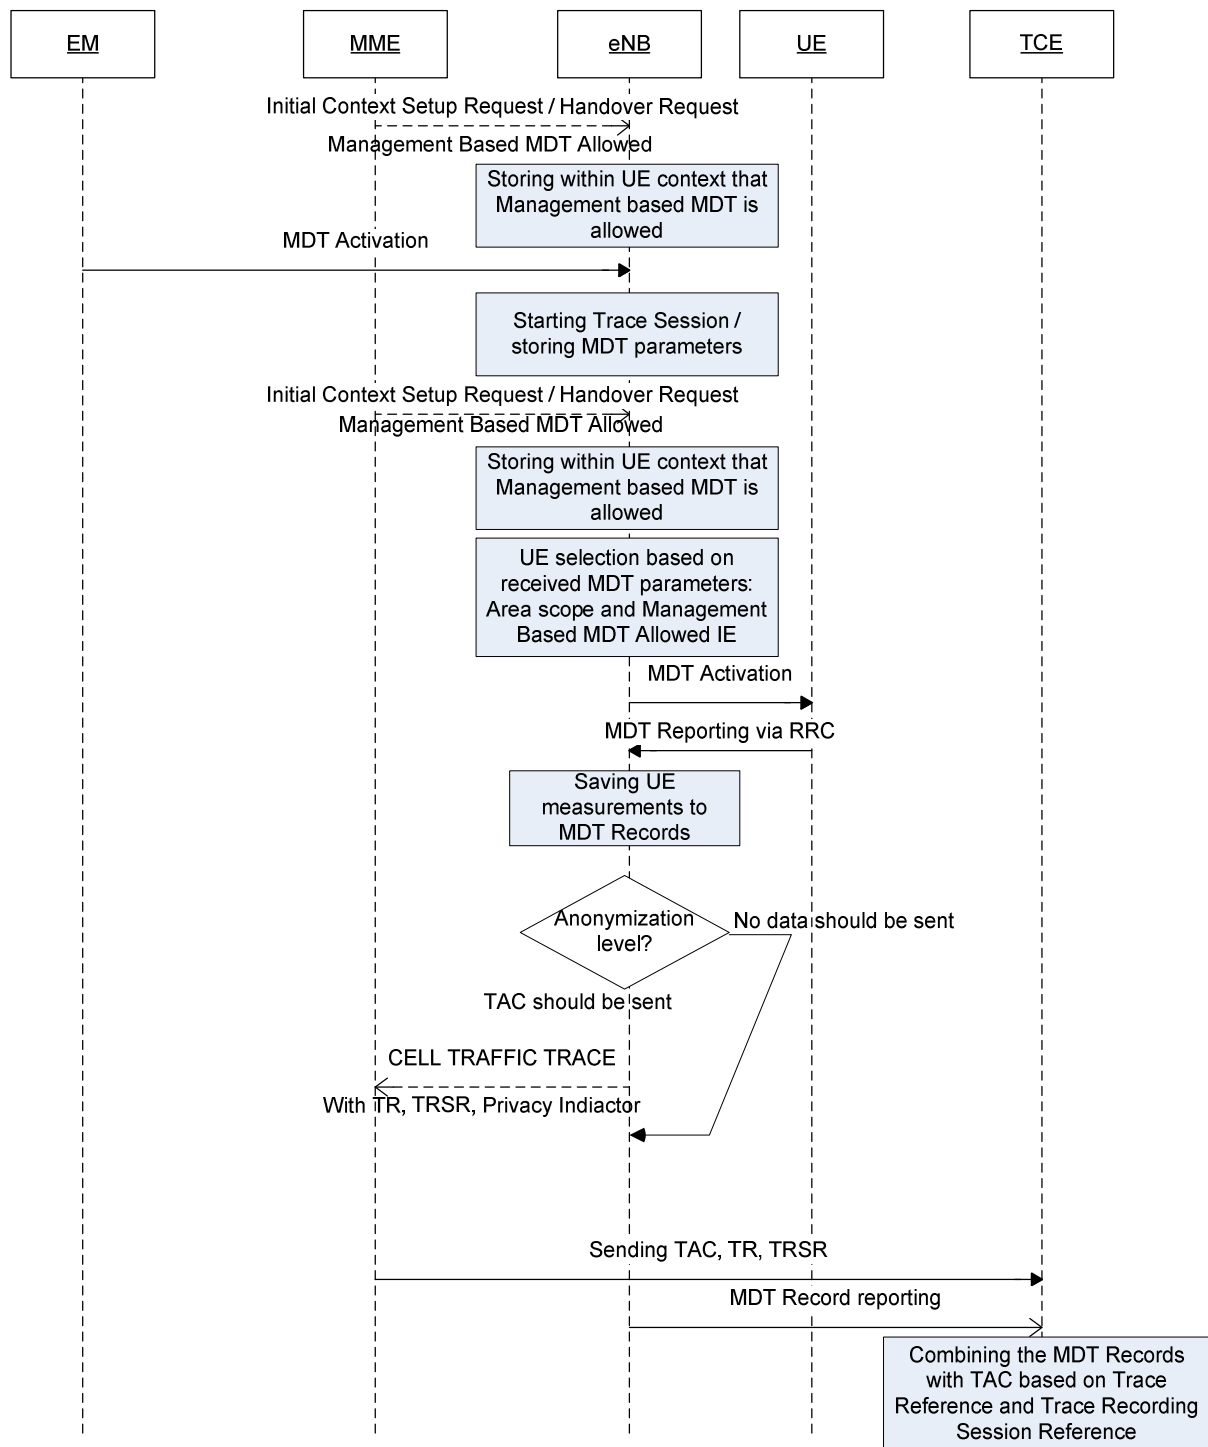 EM
MME
eNB
UE
TCE
Initial Context Setup Request / Handover Request
Management Based MDT Allowed
Storing within UE context that
Management based MDT is
allowed
MDT Activation
Starting Trace Session /
storing MDT parameters
Initial Context Setup Request / Handover Request
Management Based MDT Allowed
Storing within UE context that
Management based MDT is
allowed
UE selection based on
received MDT parameters:
Area scope and Management
Based MDT Allowed IE
MDT Activation
MDT Reporting via RRC
Saving UE
measurements to
MDT Records
Anonymization
level?
No data should be sent
TAC should be sent
CELL TRAFFIC TRACE
With TR, TRSR, Privacy Indiactor
Sending TAC, TR, TRSR
MDT Record reporting
Combining the MDT Records
with TAC based on Trace
Reference and Trace Recording
Session Reference